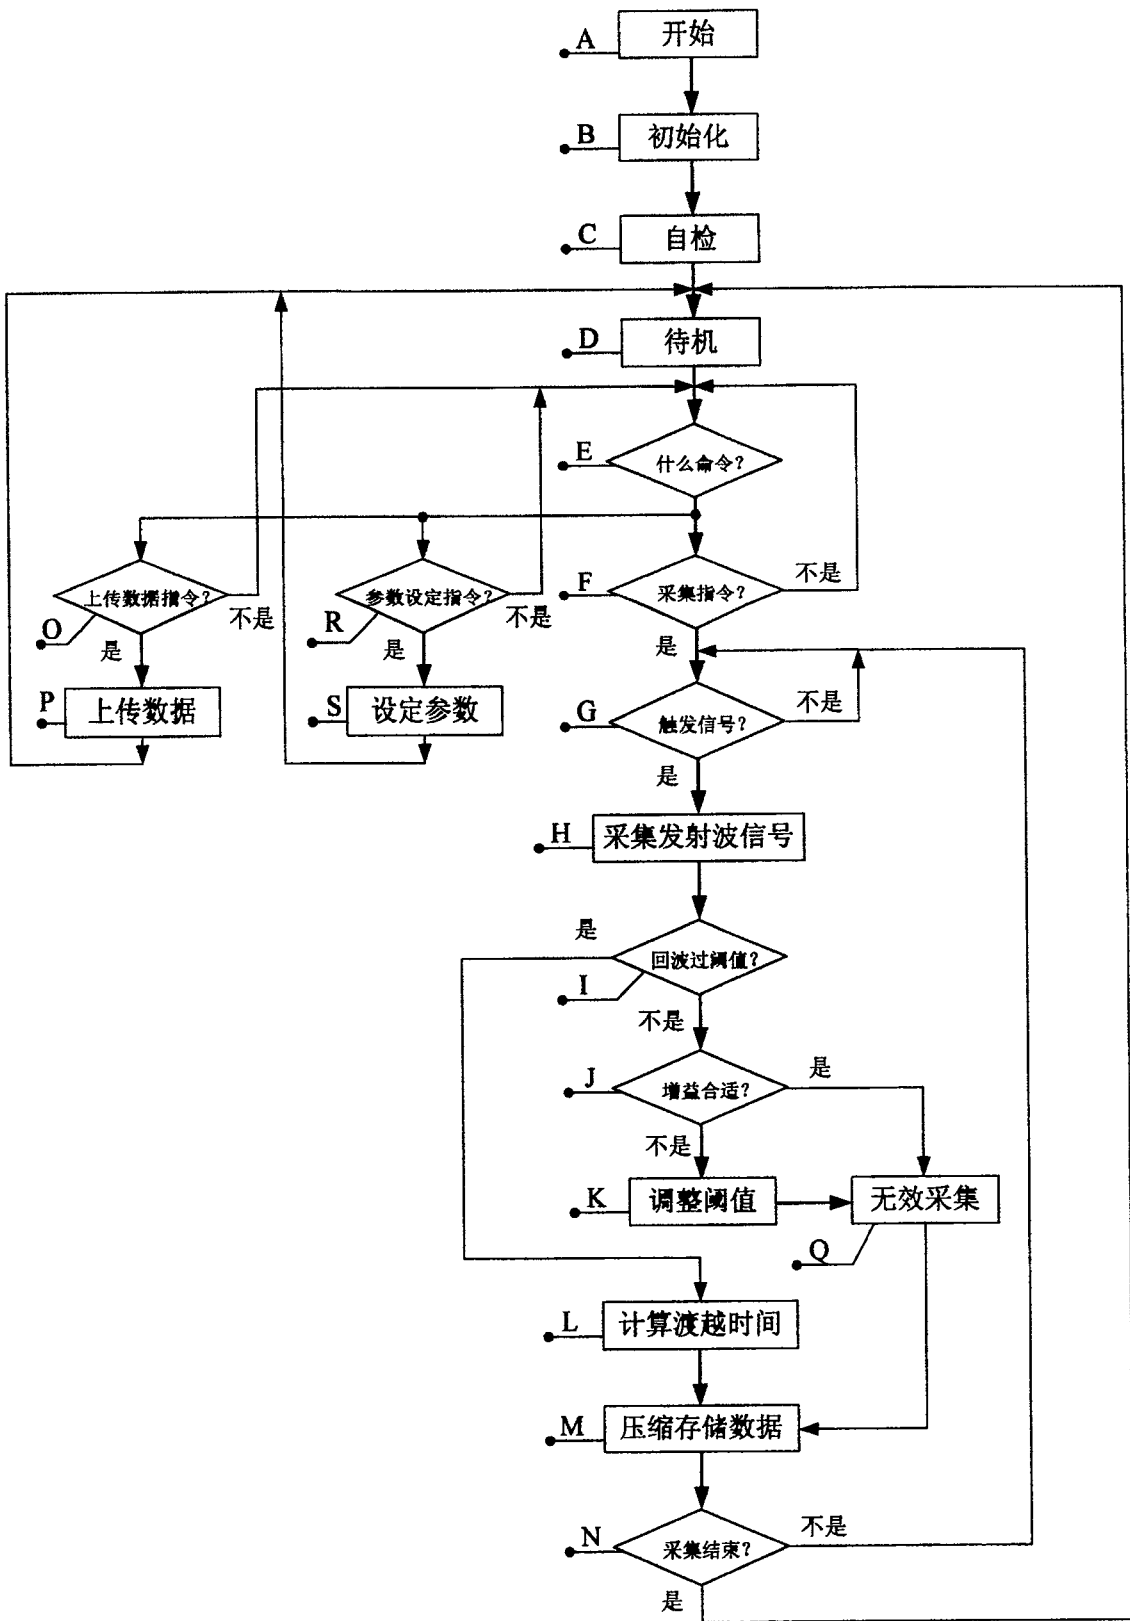 A
开始
B
初始化
C
自检
D
待机
E
什么命令?
上传数据指令?
不是
O
是
参数设定指令?
不是
R
是
F
采集指令?
不是
是
P
上传数据
S
设定参数
G
触发信号?
不是
是
H
采集发射波信号
是
回波过阈值?
I
不是
J
增益合适?
是
不是
K
调整阈值
无效采集
Q
L
计算渡越时间
M
压缩存储数据
N
采集结束?
不是
是